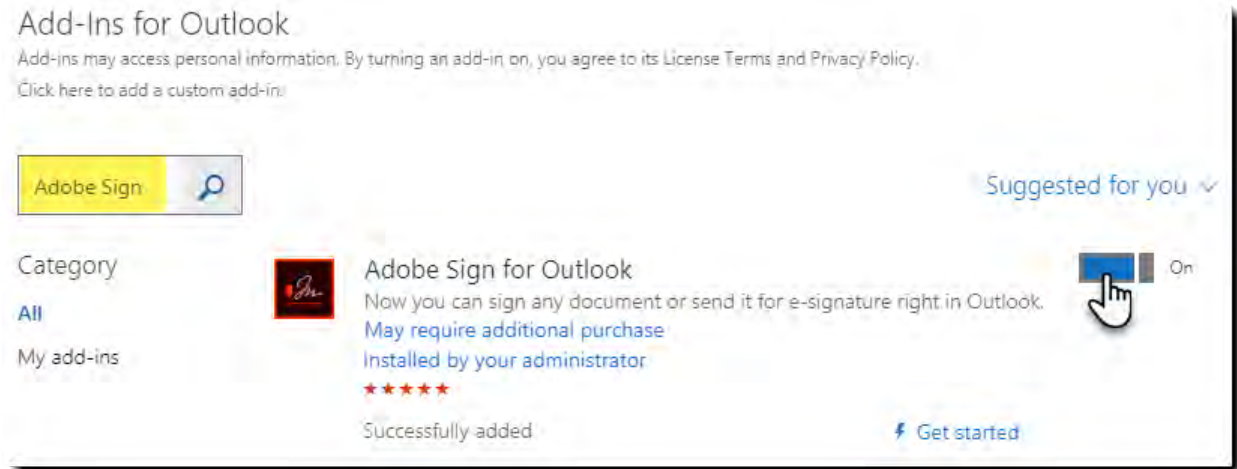 Add-Ins for Outlook
Add-ins may access personal information. By turning an add-in on, you agree to its License Terms and Privacy Policy.
Click here to add a custom add-in.
Adobe Sign
Suggested for you
Category
All
My add-ins
Adobe Sign for Outlook
On
Now you can sign any document or send it for e-signature right in Outlook.
May require additional purchase
Installed by your administrator
Successfully added
Get started